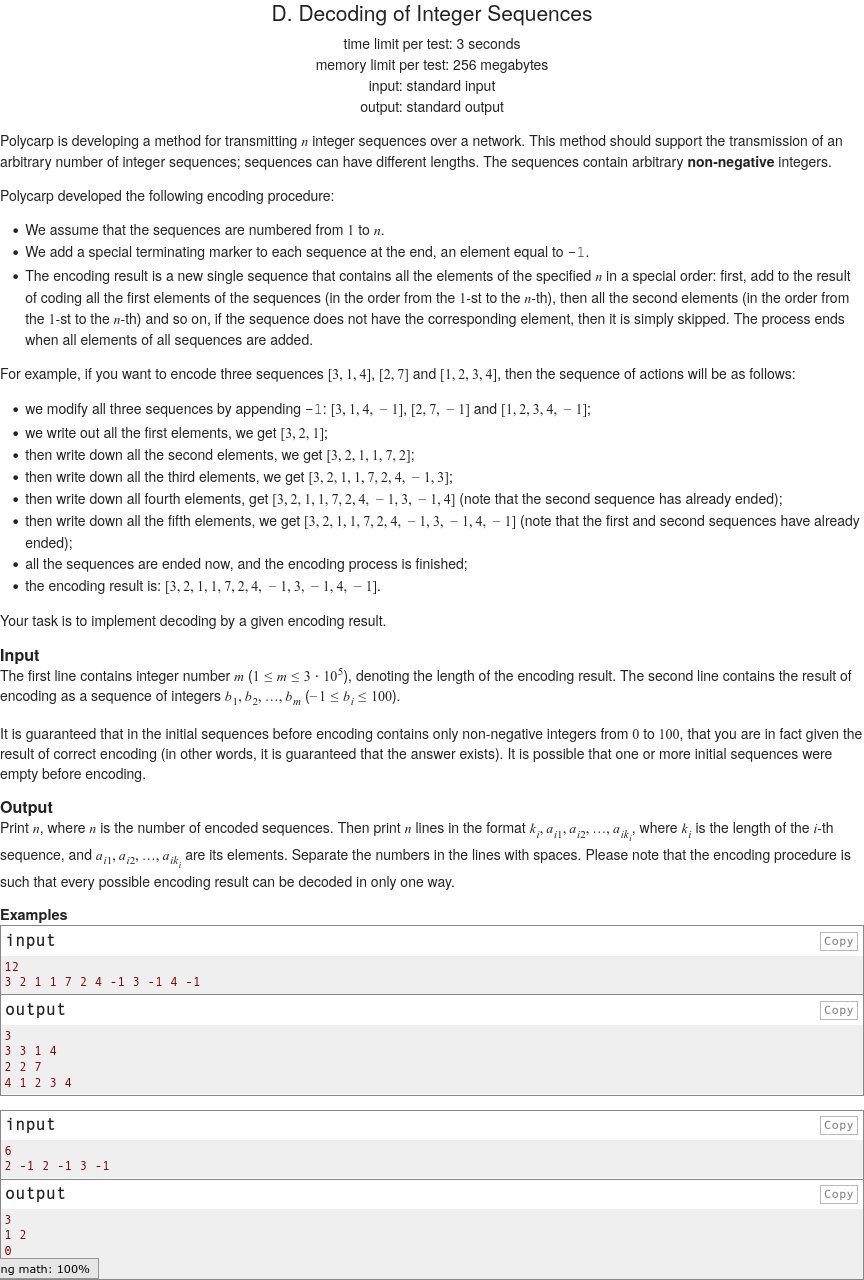 D. Decoding of Integer Sequences
time limit per test: 3 seconds
memory limit per test: 256 megabytes
input: standard input
output: standard output
Polycarp is developing a method for transmitting n integer sequences over a network. This method should support the transmission of an
arbitrary number of integer sequences; sequences can have different lengths. The sequences contain arbitrary non-negative integers.
Polycarp developed the following encoding procedure:
• We assume that the sequences are numbered from 1 to n.
• We add a special terminating marker to each sequence at the end, an element equal to −1.
• The encoding result is a new single sequence that contains all the elements of the specified n in a special order: first, add to the result
of coding all the first elements of the sequences (in the order from the 1-st to the n-th), then all the second elements (in the order from
the 1-st to the n-th) and so on, if the sequence does not have the corresponding element, then it is simply skipped. The process ends
when all elements of all sequences are added.
For example, if you want to encode three sequences [3, 1, 4], [2, 7] and [1, 2, 3, 4], then the sequence of actions will be as follows:
• we modify all three sequences by appending −1: [3, 1, 4, − 1], [2, 7, − 1] and [1, 2, 3, 4, − 1];
• we write out all the first elements, we get [3, 2, 1];
• then write down all the second elements, we get [3, 2, 1, 1, 7, 2];
• then write down all the third elements, we get [3, 2, 1, 1, 7, 2, 4, − 1, 3];
• then write down all fourth elements, get [3, 2, 1, 1, 7, 2, 4, − 1, 3, − 1, 4] (note that the second sequence has already ended);
• then write down all the fifth elements, we get [3, 2, 1, 1, 7, 2, 4, − 1, 3, − 1, 4, − 1] (note that the first and second sequences have already
ended);
• all the sequences are ended now, and the encoding process is finished;
• the encoding result is: [3, 2, 1, 1, 7, 2, 4, − 1, 3, − 1, 4, − 1].
Your task is to implement decoding by a given encoding result.
Input
The first line contains integer number m (1 ≤ m ≤ 3 · 10⁵), denoting the length of the encoding result. The second line contains the result of
encoding as a sequence of integers b₁, b₂, ..., bₘ (−1 ≤ bᵢ ≤ 100).
It is guaranteed that in the initial sequences before encoding contains only non-negative integers from 0 to 100, that you are in fact given the
result of correct encoding (in other words, it is guaranteed that the answer exists). It is possible that one or more initial sequences were
empty before encoding.
Output
Print n, where n is the number of encoded sequences. Then print n lines in the format k_i, a_{i1}, a_{i2}, ..., a_{ik_i}, where k_i is the length of the i-th
sequence, and a_{i1}, a_{i2}, ..., a_{ik_i} are its elements. Separate the numbers in the lines with spaces. Please note that the encoding procedure is
such that every possible encoding result can be decoded in only one way.
Examples
input Copy
12
3 2 1 1 7 2 4 -1 3 -1 4 -1
output Copy
3
3 3 1 4
2 2 7
4 1 2 3 4
input Copy
6
2 -1 2 -1 3 -1
output Copy
3
1 2
0
ng math: 100%